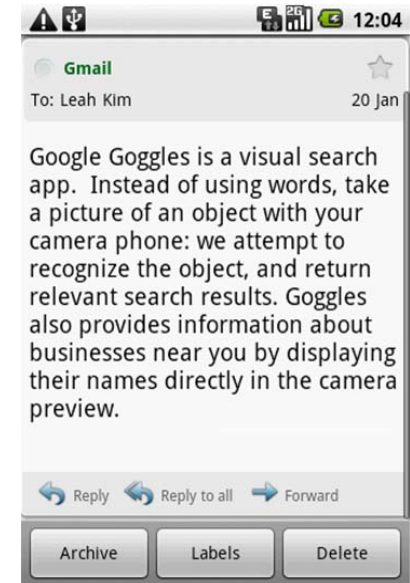 12:04
Gmail
To: Leah Kim
20 Jan
Google Goggles is a visual search
app.  Instead of using words, take
a picture of an object with your
camera phone: we attempt to
recognize the object, and return
relevant search results. Goggles
also provides information about
businesses near you by displaying
their names directly in the camera
preview.
Reply Reply to all Forward
Archive Labels Delete